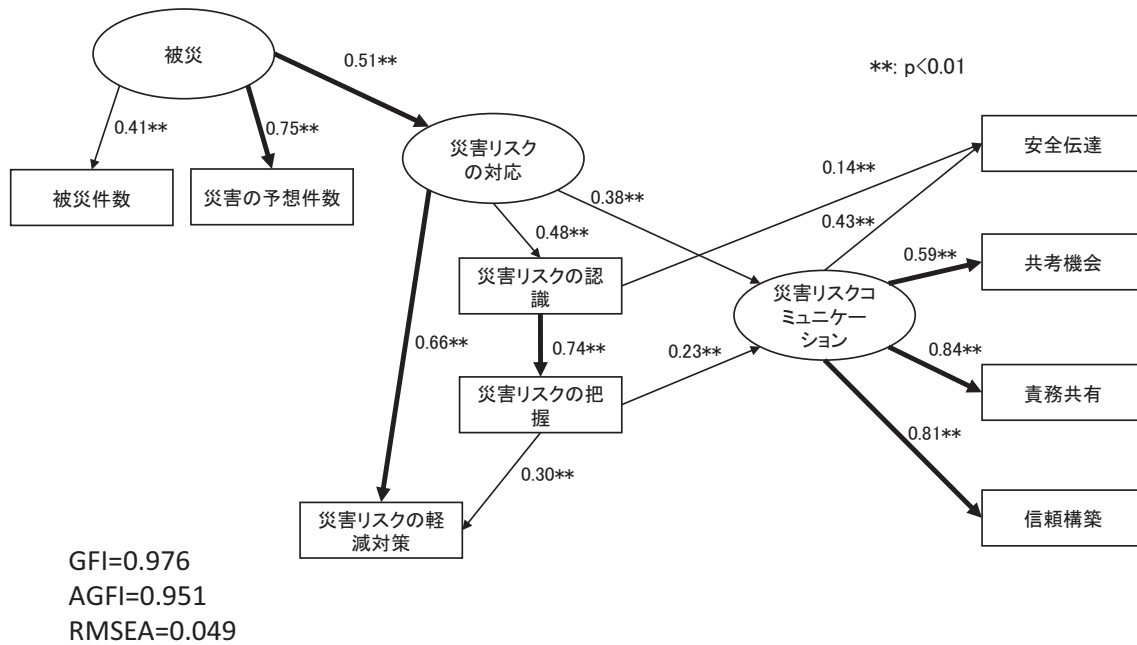 被災
0.51**
**: p<0.01
0.41**
0.75**
被災件数
災害の予想件数
災害リスク
の対応
0.38**
0.48**
0.14**
0.43**
安全伝達
災害リスクの認
識
0.59**
共考機会
災害リスクコ
ミュニケー
ション
0.66**
0.74**
0.23**
0.84**
災害リスクの把
握
責務共有
0.81**
0.30**
災害リスクの軽
減対策
信頼構築
GFI=0.976
AGFI=0.951
RMSEA=0.049